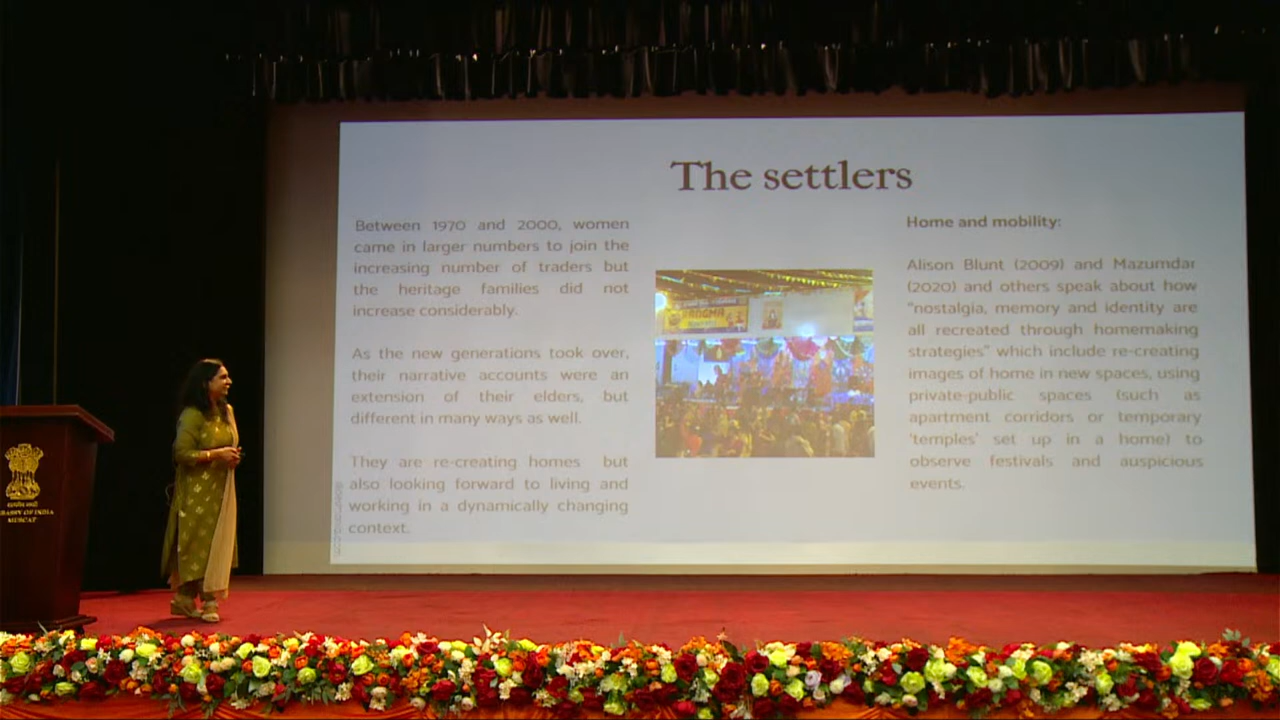 The settlers
Between 1970 and 2000, women
came in larger numbers to join the
increasing number of traders but
the heritage families did not
increase considerably.
As the new generations took over,
their narrative accounts were an
extension of their elders, but
different in many ways as well.
They are re-creating homes but
also looking forward to living and
working in a dynamically changing
context.
RANGMA
Home and mobility:
Alison Blunt (2009) and Mazumdar
(2020) and others speak about how
"nostalgia, memory and identity are
all recreated through homemaking
strategies" which include re-creating
images of home in new spaces, using
private-public spaces (such as
apartment corridors or temporary
'temples' set up in a home) to
observe festivals and auspicious
events.
OF INDIA
MUSCAT